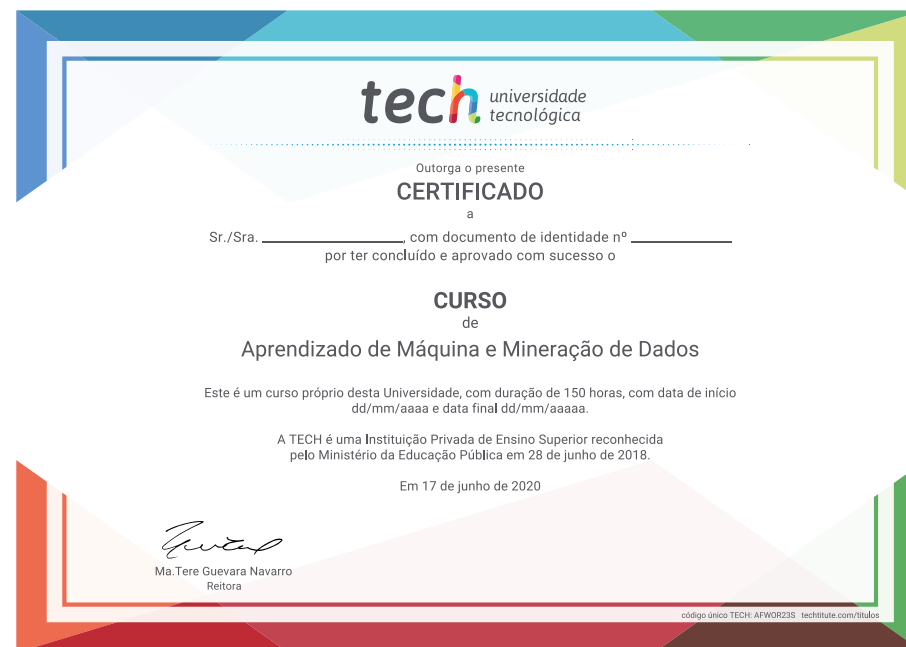 tech universidade
tecnológica
Outorga o presente
CERTIFICADO
a
Sr./Sra. ____________________, com documento de identidade nº ______________
por ter concluído e aprovado com sucesso o
CURSO
de
Aprendizado de Máquina e Mineração de Dados
Este é um curso próprio desta Universidade, com duração de 150 horas, com data de início
dd/mm/aaaa e data final dd/mm/aaaaa.
A TECH é uma Instituição Privada de Ensino Superior reconhecida
pelo Ministério da Educação Pública em 28 de junho de 2018.
Em 17 de junho de 2020
Ma.Tere Guevara Navarro
Reitora
código único TECH: AFWOR23S techtitute.com/titulos